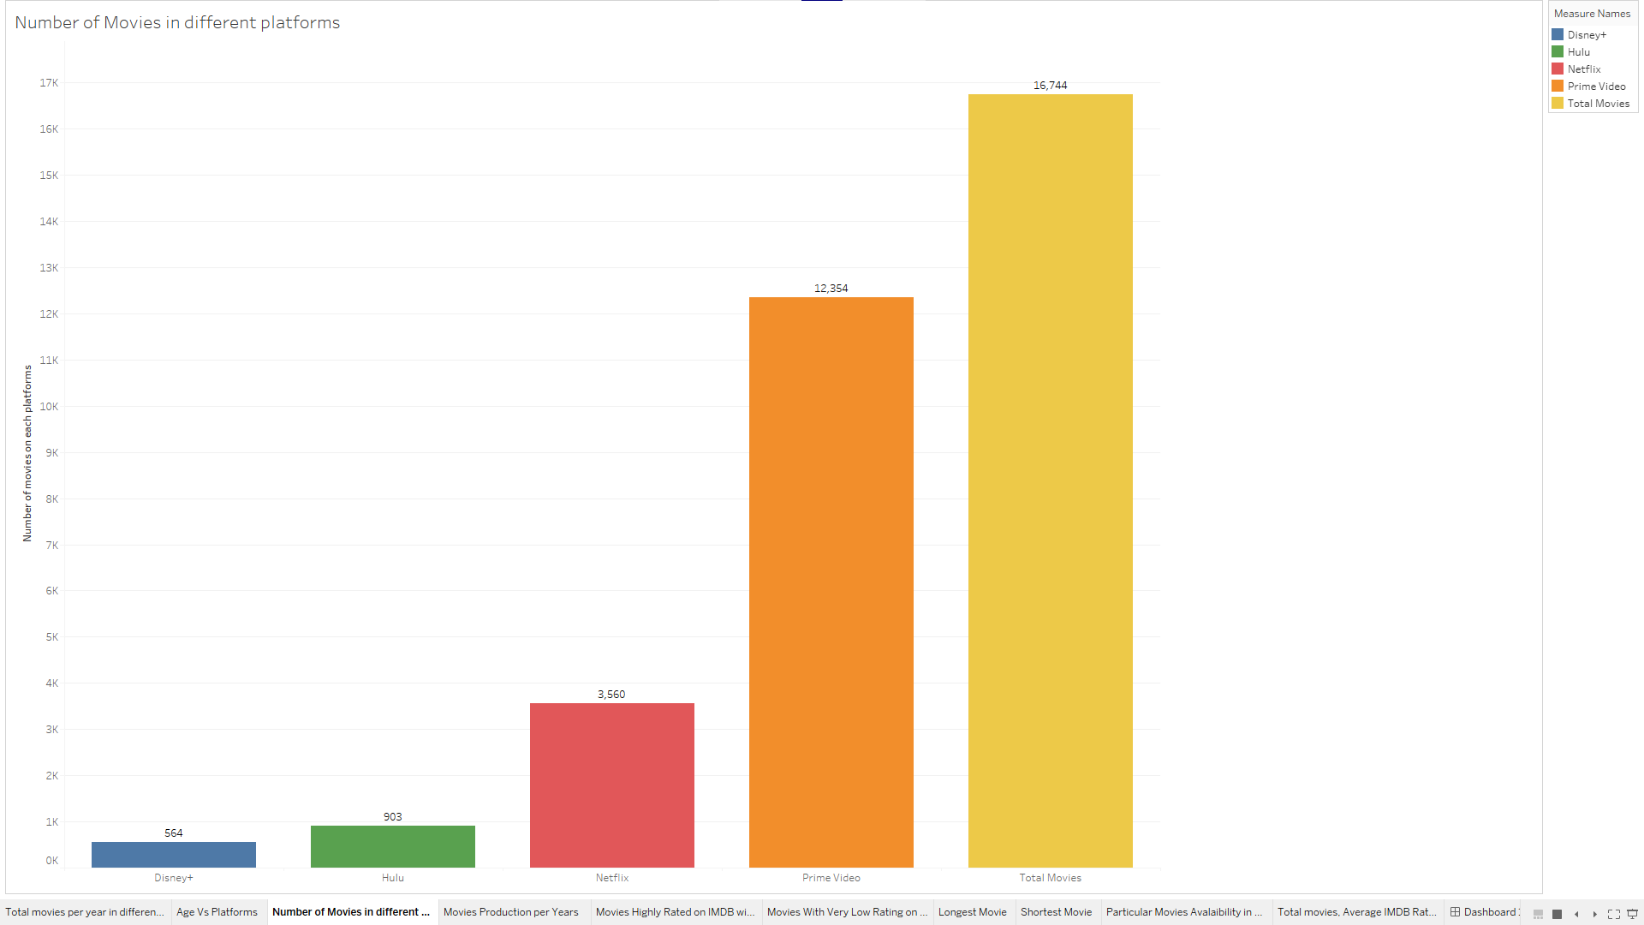 Number of Movies in different platforms
Measure Names
Disney+
Hulu
Netflix
Prime Video
Total Movies
Number of movies on each platforms
17K
16K
15K
14K
13K
12K
11K
10K
9K
8K
7K
6K
5K
4K
3K
2K
1K
0K
564
903
3,560
12,354
16,744
Disney+ Hulu Netflix Prime Video Total Movies
Total movies per year in differen... Age Vs Platforms Number of Movies in different ... Movies Production per Years Movies Highly Rated on IMDB wi... Movies With Very Low Rating on ... Longest Movie Shortest Movie Particular Movies Avalaibility in ... Total movies, Average IMDB Rat... Dashboard